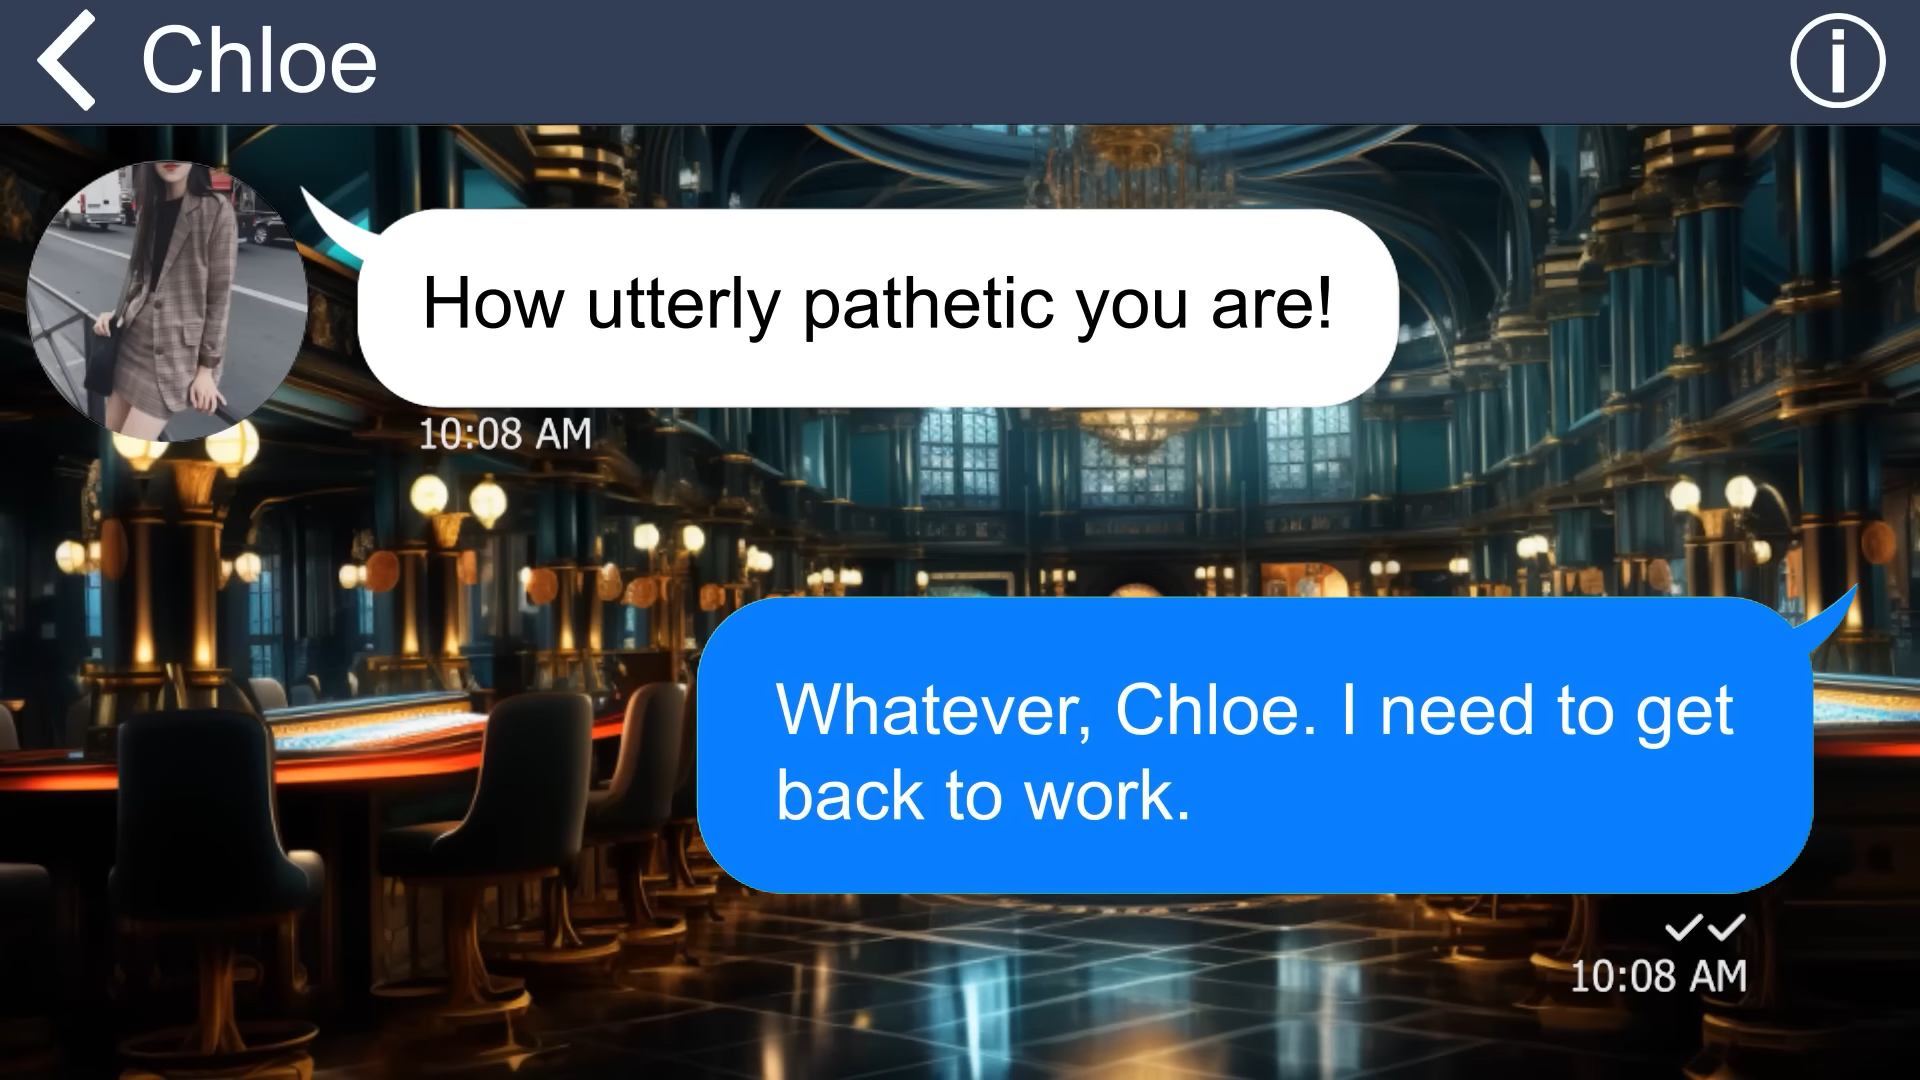 Chloe
How utterly pathetic you are!
10:08 AM
Whatever, Chloe. I need to get
back to work.
10:08 AM